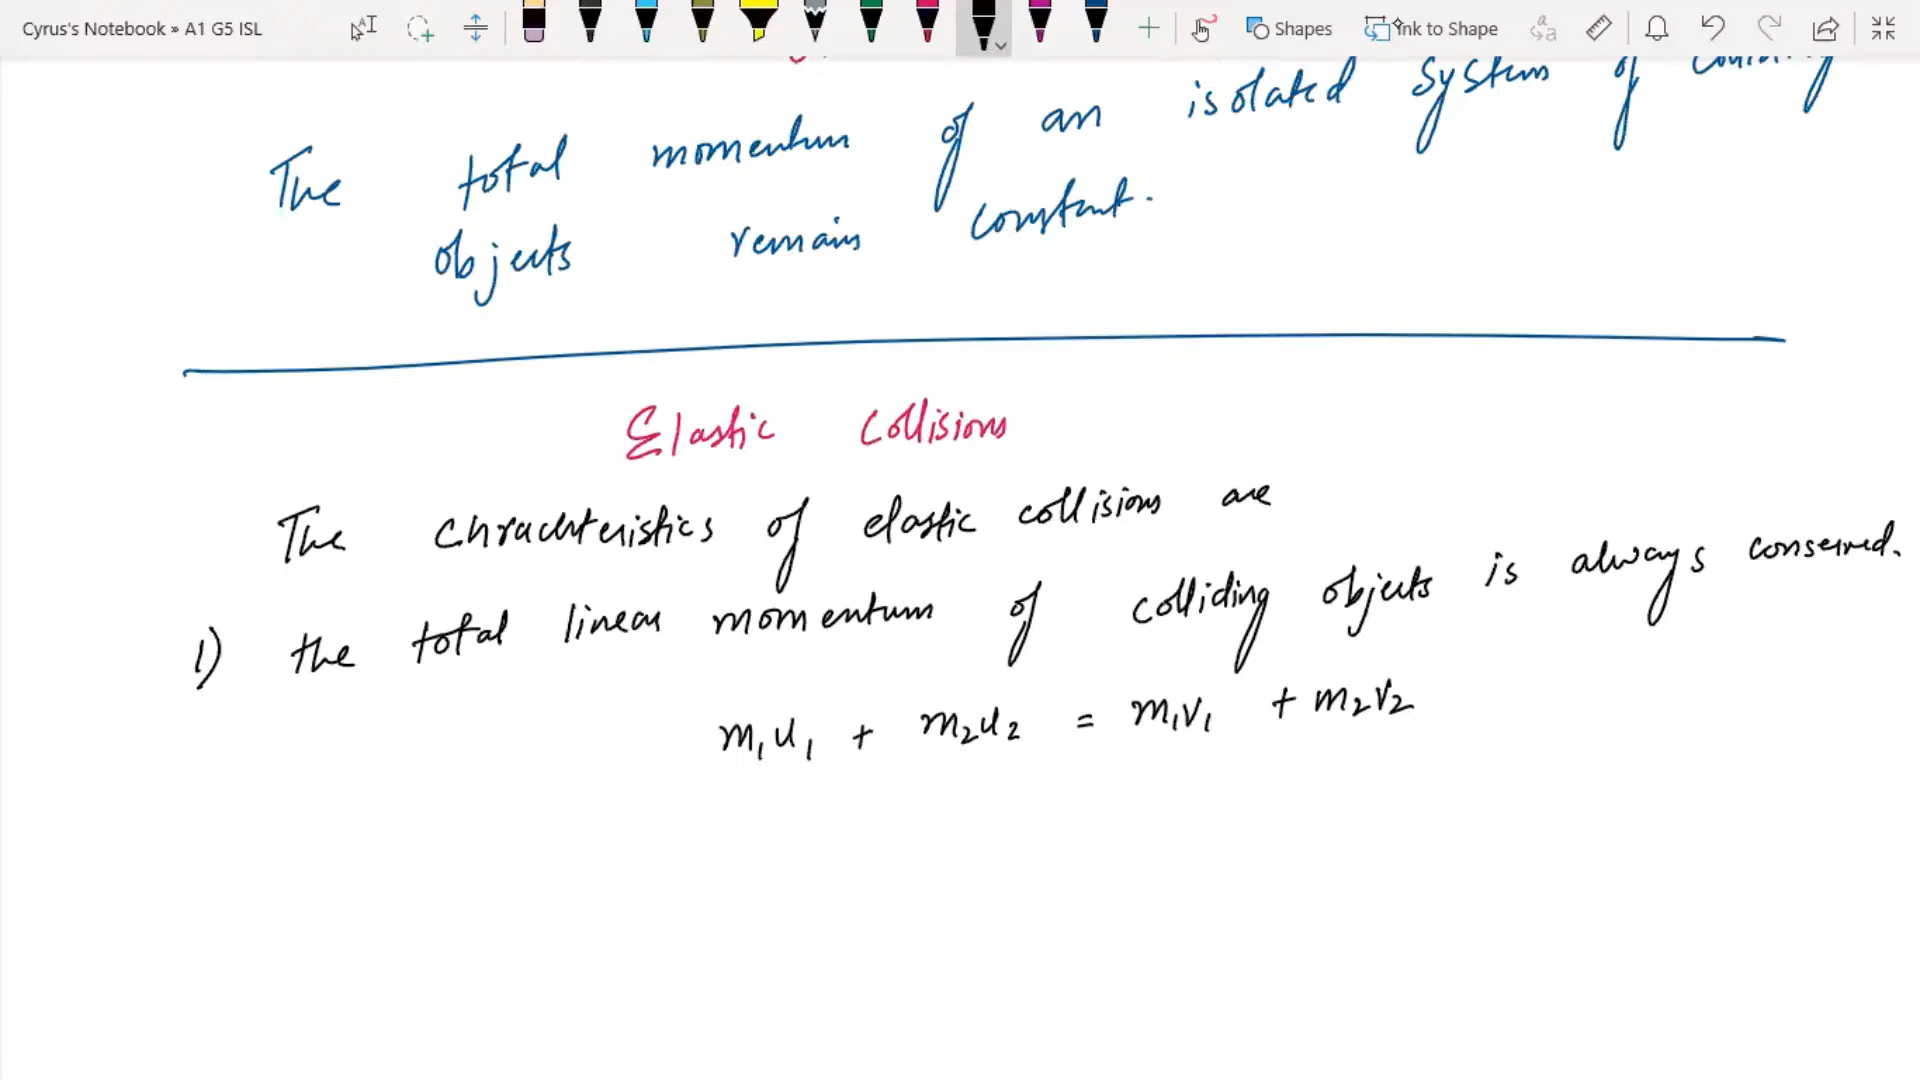 Cyrus's Notebook » A1 G5 ISL
Shapes
Ink to Shape
The total momentum of an isolated system of
objects remain constant.
Elastic Collisions
The chracteristics of elastic collisions are
1) the total linear momentum of colliding objects is always conserved.
m₁u₁ + m₂u₂ = m₁v₁ + m₂v₂